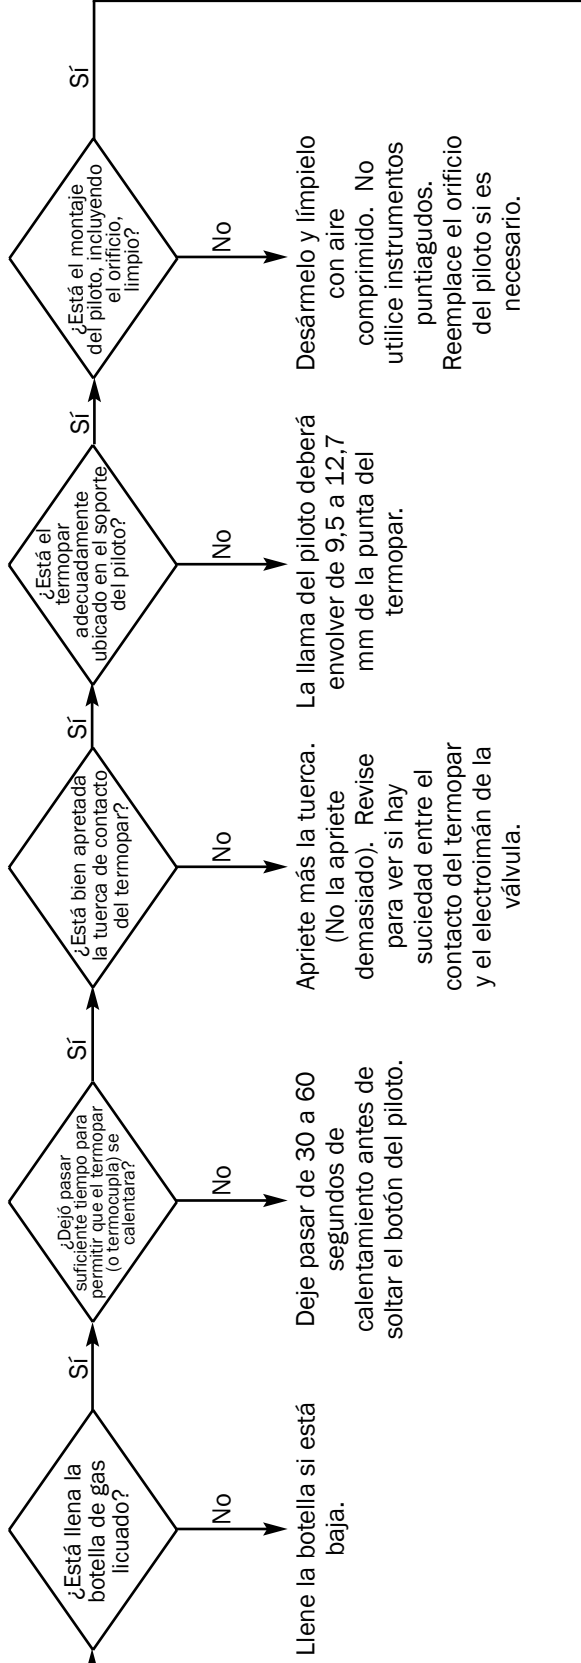 ¿Está llena la
botella de gas
licuado?
Sí
No
Llene la botella si está
baja.
¿Dejó pasar
suficiente tiempo para
permitir que el termopar
(o termocupla) se
calentara?
Sí
No
Deje pasar de 30 a 60
segundos de
calentamiento antes de
soltar el botón del piloto.
¿Está bien apretada
la tuerca de contacto
del termopar?
Sí
No
Apriete más la tuerca.
(No la apriete
demasiado). Revise
para ver si hay
suciedad entre el
contacto del termopar
y el electroimán de la
válvula.
¿Está el
termopar
adecuadamente
ubicado en el soporte
del piloto?
Sí
No
La llama del piloto deberá
envolver de 9,5 a 12,7
mm de la punta del
termopar.
¿Está el montaje
del piloto, incluyendo
el orificio,
limpio?
Sí
No
Desármelo y límpielo
con aire
comprimido. No
utilice instrumentos
puntiagudos.
Reemplace el orificio
del piloto si es
necesario.